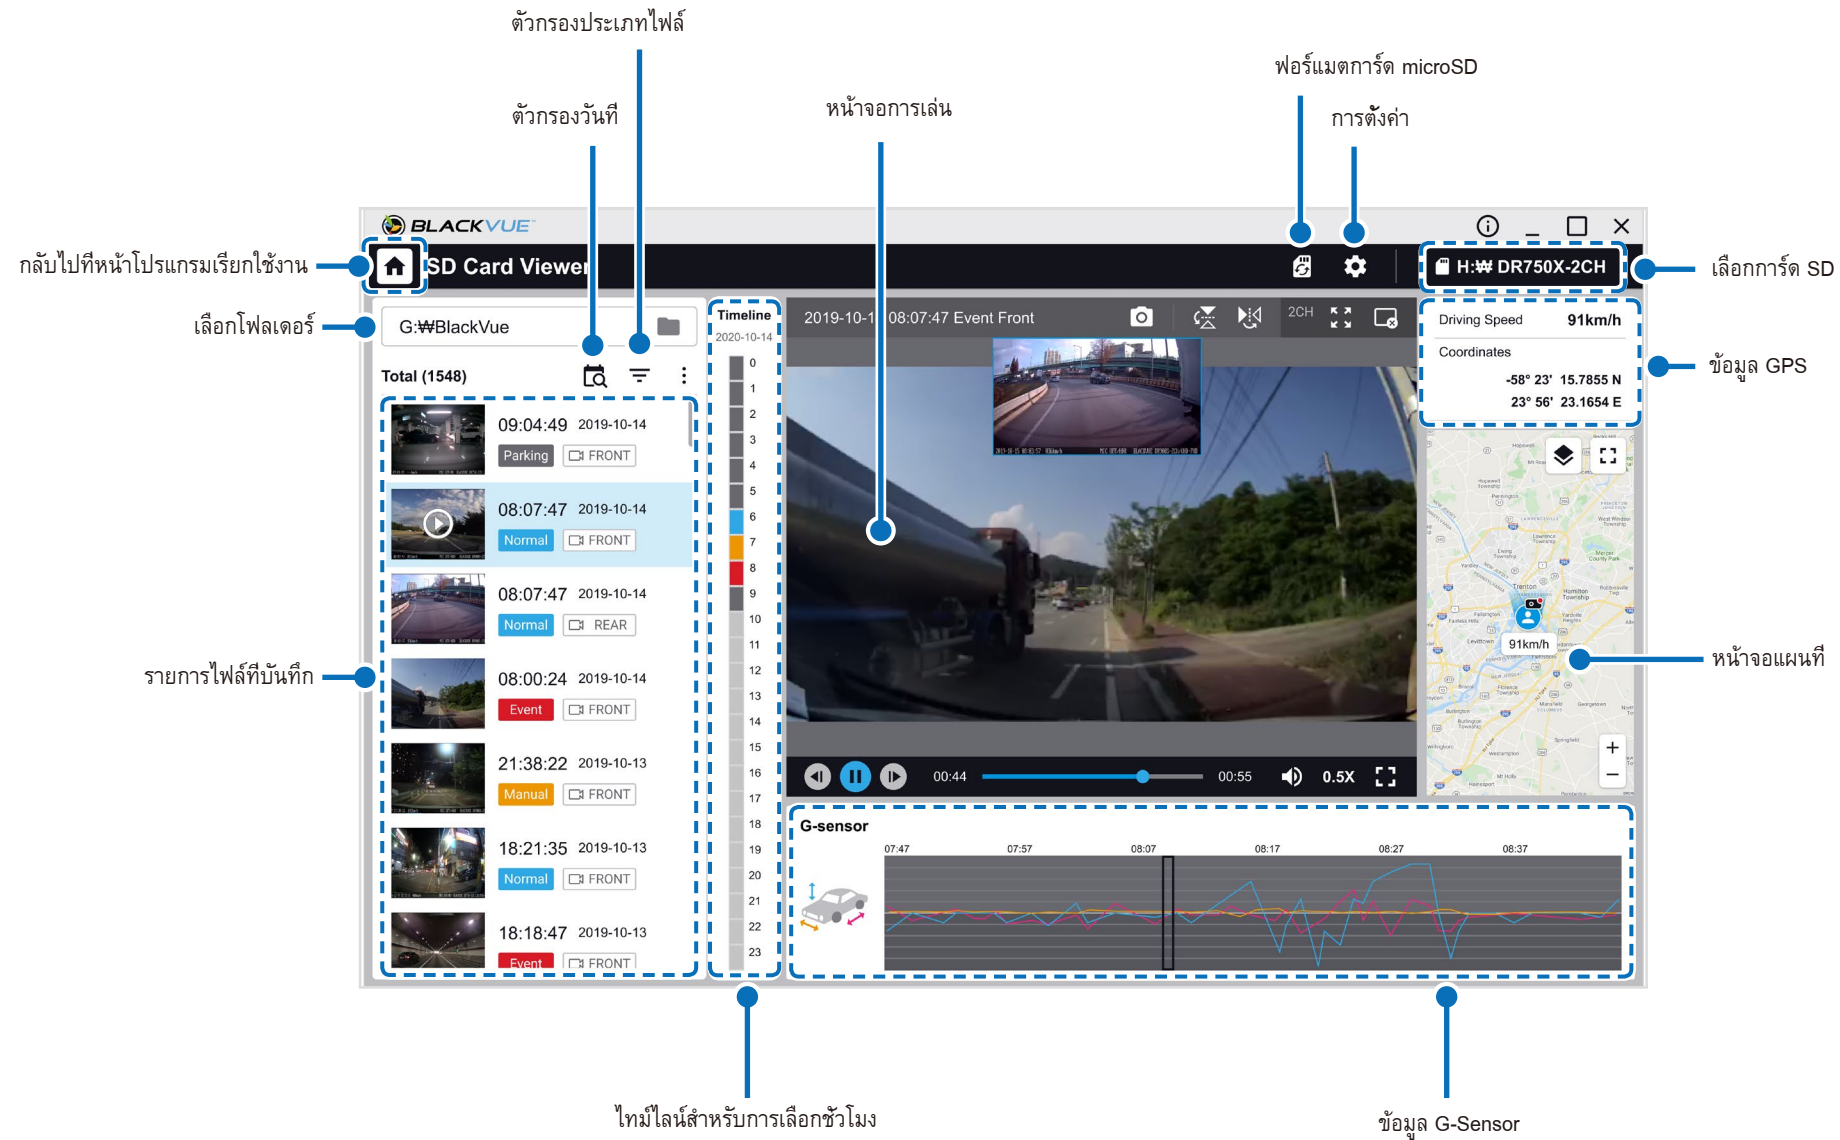 ตัวกรองประเภทไฟล์
ฟอร์แมตการ์ด microSD
ตัวกรองวันที่
หน้าจอการเล่น
การตั้งค่า
BLACKVUE
กลับไปที่หน้าโปรแกรมเรียกใช้งาน
SD Card Viewer
H:₩ DR750X-2CH
เลือกการ์ด SD
เลือกโฟลเดอร์
G:₩BlackVue
Total (1548)
09:04:49 2019-10-14
Parking FRONT
08:07:47 2019-10-14
Normal FRONT
08:07:47 2019-10-14
Normal REAR
รายการไฟล์ที่บันทึก
08:00:24 2019-10-14
Event FRONT
21:38:22 2019-10-13
Manual FRONT
18:21:35 2019-10-13
Normal FRONT
18:18:47 2019-10-13
Event FRONT
Timeline
2020-10-14
0
1
2
3
4
5
6
7
8
9
10
11
12
13
14
15
16
17
18
19
20
21
22
23
2019-10-1 08:07:47 Event Front
2CH
00:44
00:55
0.5X
Driving Speed 91km/h
Coordinates
-58° 23' 15.7855 N
23° 56' 23.1654 E
ข้อมูล GPS
Trenton
Hamilton
Township
Levittown
91km/h
หน้าจอแผนที่
+
−
G-sensor
07:47 07:57 08:07 08:17 08:27 08:37
ไทม์ไลน์สำหรับการเลือกชั่วโมง
ข้อมูล G-Sensor